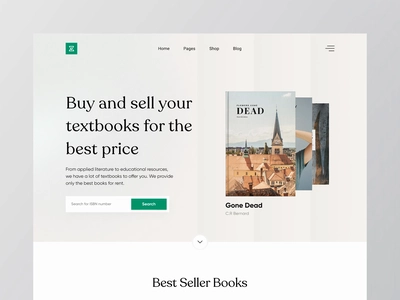 Home Pages Shop Blog
Buy and sell your
textbooks for the
best price
From applied literature to educational resources,
we have a lot of textbooks to offer you. We provide
only the best books for rent.
Search for ISBN number
Search
DEAD
Gone Dead
Best Seller Books